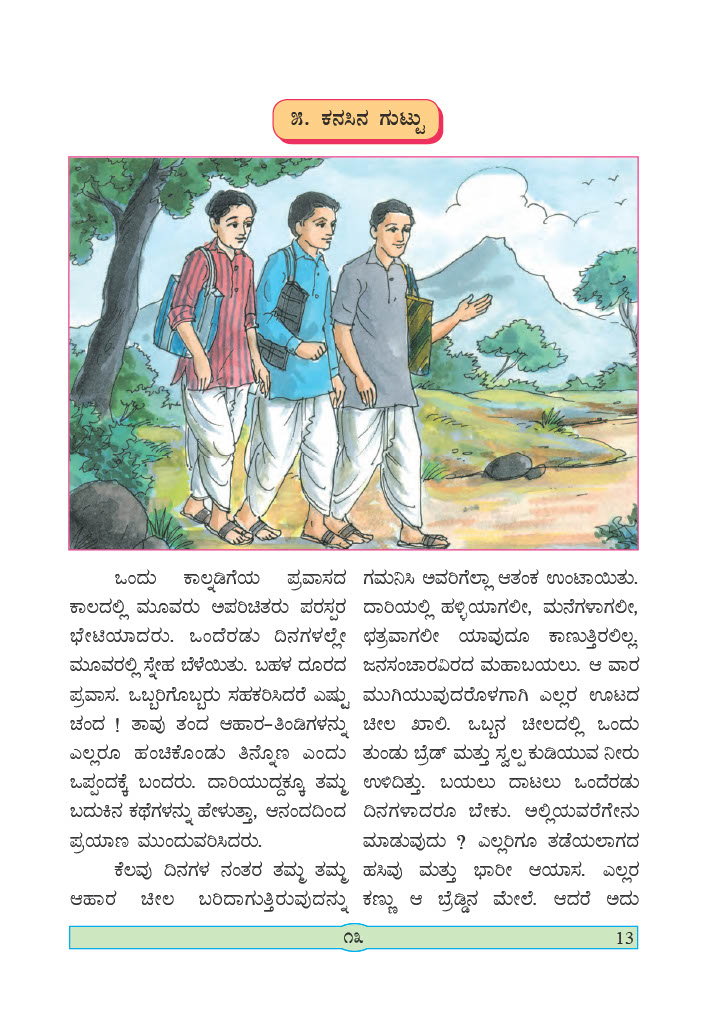 ೫. ಕನಸಿನ ಗುಟ್ಟು
ಒಂದು ಕಾಲ್ನಡಿಗೆಯ ಪ್ರವಾಸದ
ಕಾಲದಲ್ಲಿ ಮೂವರು ಅಪರಿಚಿತರು ಪರಸ್ಪರ
ಭೇಟಿಯಾದರು. ಒಂದೆರಡು ದಿನಗಳಲ್ಲೇ
ಮೂವರಲ್ಲಿ ಸ್ನೇಹ ಬೆಳೆಯಿತು. ಬಹಳ ದೂರದ
ಪ್ರವಾಸ. ಒಬ್ಬರಿಗೊಬ್ಬರು ಸಹಕರಿಸಿದರೆ ಎಷ್ಟು
ಚಂದ ! ತಾವು ತಂದ ಆಹಾರ-ತಿಂಡಿಗಳನ್ನು
ಎಲ್ಲರೂ ಹಂಚಿಕೊಂಡು ತಿನ್ನೋಣ ಎಂದು
ಒಪ್ಪಂದಕ್ಕೆ ಬಂದರು. ದಾರಿಯುದ್ದಕ್ಕೂ ತಮ್ಮ
ಬದುಕಿನ ಕಥೆಗಳನ್ನು ಹೇಳುತ್ತಾ, ಆನಂದದಿಂದ
ಪ್ರಯಾಣ ಮುಂದುವರಿಸಿದರು.
ಕೆಲವು ದಿನಗಳ ನಂತರ ತಮ್ಮ ತಮ್ಮ
ಆಹಾರ ಚೀಲ ಬರಿದಾಗುತ್ತಿರುವುದನ್ನು
ಗಮನಿಸಿ ಅವರಿಗೆಲ್ಲಾ ಆತಂಕ ಉಂಟಾಯಿತು.
ದಾರಿಯಲ್ಲಿ ಹಳ್ಳಿಯಾಗಲೀ, ಮನೆಗಳಾಗಲೀ,
ಛತ್ರವಾಗಲೀ ಯಾವುದೂ ಕಾಣುತ್ತಿರಲಿಲ್ಲ.
ಜನಸಂಚಾರವಿರದ ಮಹಾಬಯಲು. ಆ ವಾರ
ಮುಗಿಯುವುದರೊಳಗಾಗಿ ಎಲ್ಲರ ಊಟದ
ಚೀಲ ಖಾಲಿ. ಒಬ್ಬನ ಚೀಲದಲ್ಲಿ ಒಂದು
ತುಂಡು ಬ್ರೆಡ್ ಮತ್ತು ಸ್ವಲ್ಪ ಕುಡಿಯುವ ನೀರು
ಉಳಿದಿತ್ತು. ಬಯಲು ದಾಟಲು ಒಂದೆರಡು
ದಿನಗಳಾದರೂ ಬೇಕು. ಅಲ್ಲಿಯವರೆಗೇನು
ಮಾಡುವುದು ? ಎಲ್ಲರಿಗೂ ತಡೆಯಲಾಗದ
ಹಸಿವು ಮತ್ತು ಭಾರೀ ಆಯಾಸ. ಎಲ್ಲರ
ಕಣ್ಣು ಆ ಬ್ರೆಡ್ಡಿನ ಮೇಲೆ. ಆದರೆ ಅದು
೧೩
13